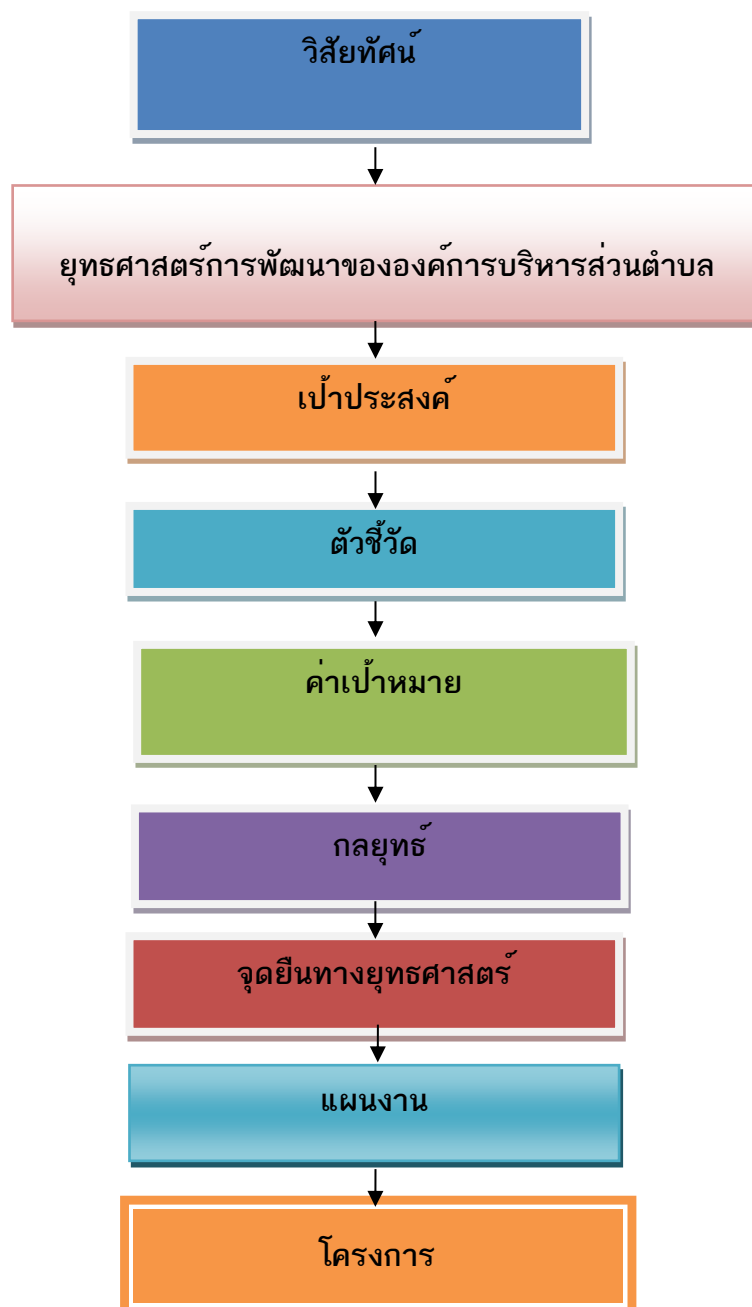 วิสัยทัศน์
ยุทธศาสตร์การพัฒนาขององค์การบริหารส่วนตำบล
เป้าประสงค์
ตัวชี้วัด
ค่าเป้าหมาย
กลยุทธ์
จุดยืนทางยุทธศาสตร์
แผนงาน
โครงการ